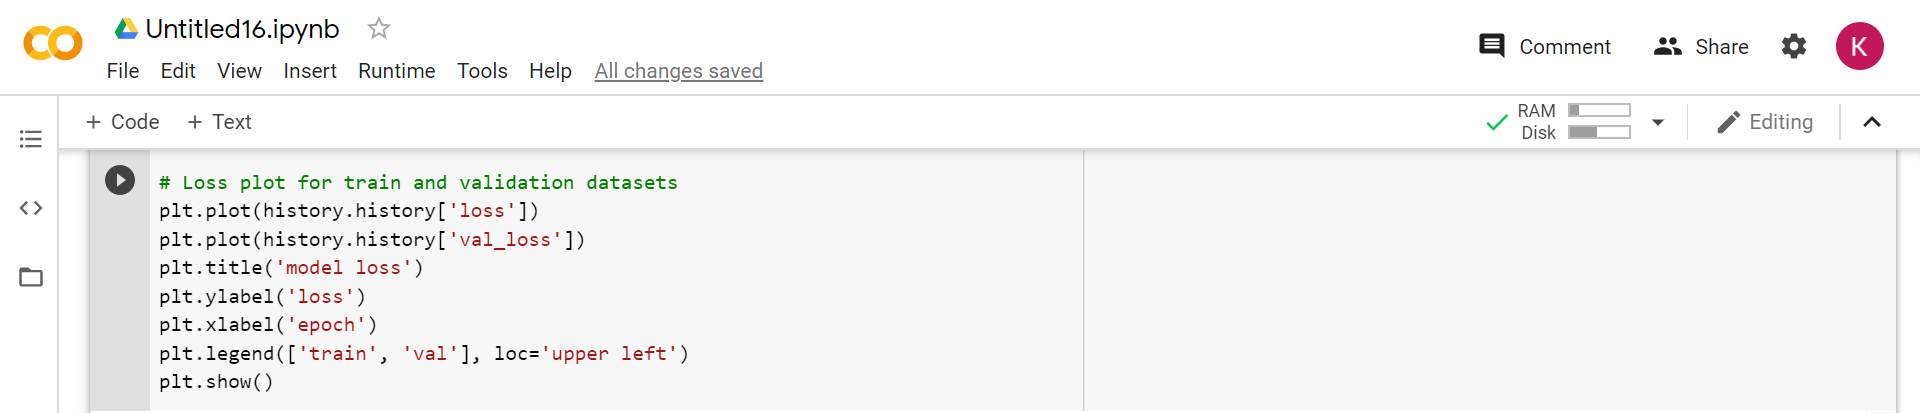 Untitled16.ipynb
File Edit View Insert Runtime Tools Help All changes saved
Comment Share K
+ Code + Text
RAM
Disk
Editing
# Loss plot for train and validation datasets
plt.plot(history.history['loss'])
plt.plot(history.history['val_loss'])
plt.title('model loss')
plt.ylabel('loss')
plt.xlabel('epoch')
plt.legend(['train', 'val'], loc='upper left')
plt.show()